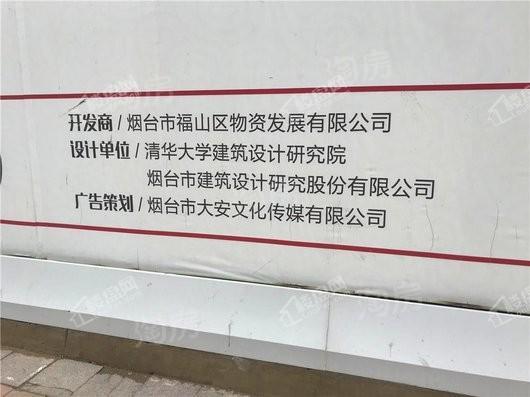 开发商/烟台市福山区物资发展有限公司
设计单位/清华大学建筑设计研究院
烟台市建筑设计研究股份有限公司
广告策划/烟台市大安文化传媒有限公司